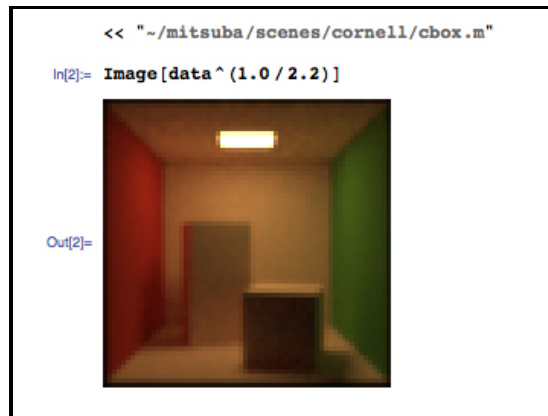 << "~/mitsuba/scenes/cornell/cbox.m"
In[2]:= Image[data^(1.0/2.2)]
Out[2]=